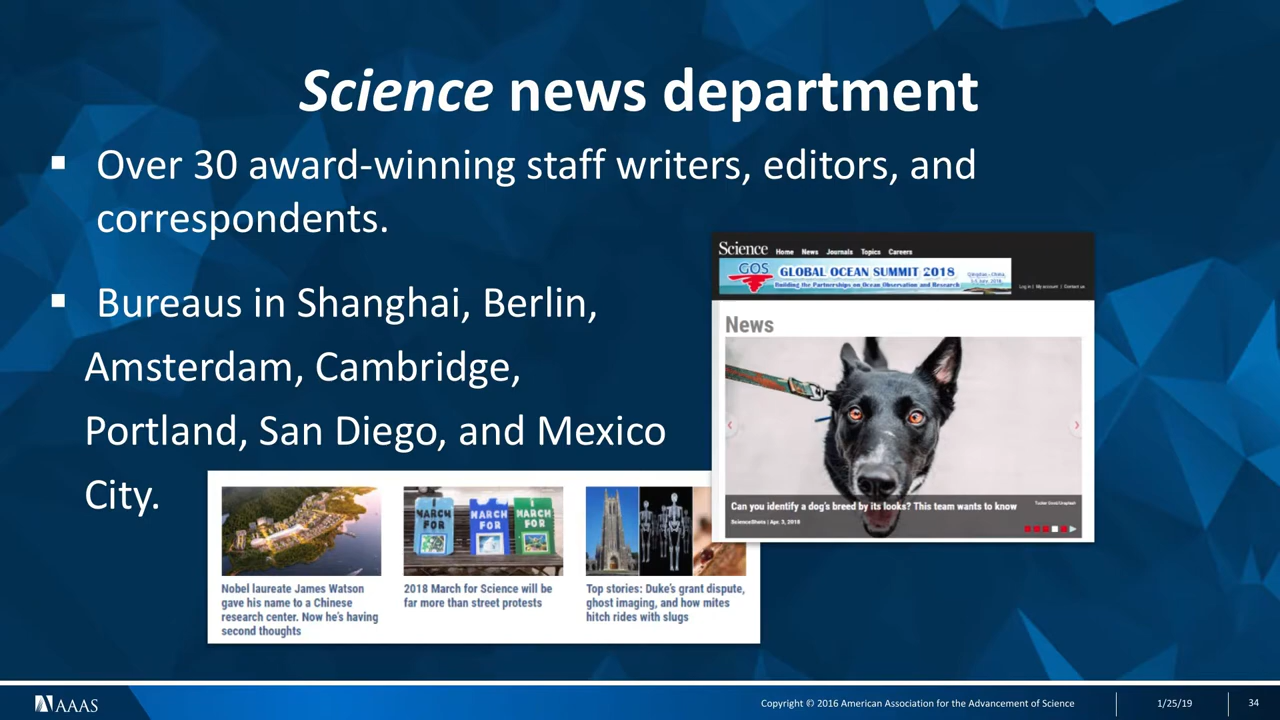 Science news department
▪ Over 30 award-winning staff writers, editors, and
correspondents.
▪ Bureaus in Shanghai, Berlin,
Amsterdam, Cambridge,
Portland, San Diego, and Mexico
City.
Science Home News Journals Topics Careers
GOS GLOBAL OCEAN SUMMIT 2018
Building the Partnerships on Ocean Observation and Research
Log in | My account | Contact us
News
Can you identify a dog's breed by its looks? This team wants to know
ScienceShots | Apr. 3, 2018
MARCH FOR
MARCH FOR
MARCH FOR
Nobel laureate James Watson
gave his name to a Chinese
research center. Now he's having
second thoughts
2018 March for Science will be
far more than street protests
Top stories: Duke's grant dispute,
ghost imaging, and how mites
hitch rides with slugs
AAAS
Copyright © 2016 American Association for the Advancement of Science
1/25/19
34